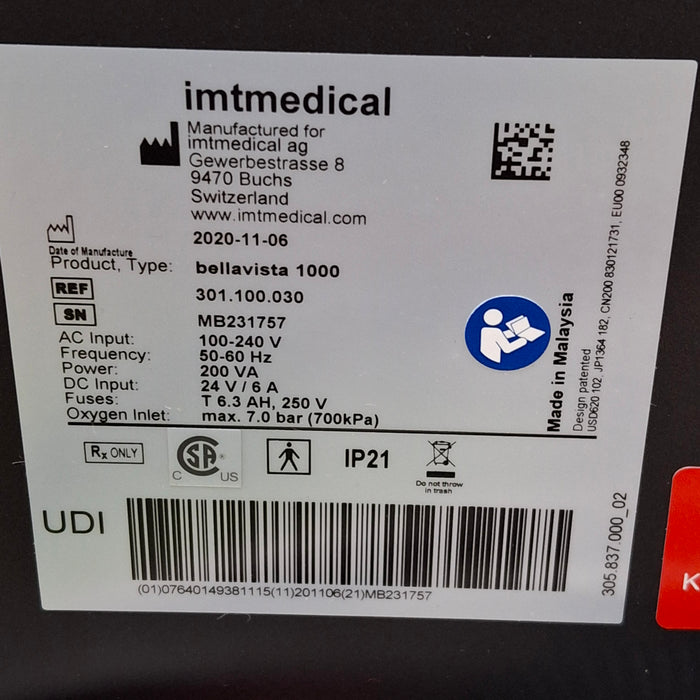 imtmedical
Manufactured for
imtmedical ag
Gewerbestrasse 8
9470 Buchs
Switzerland
www.imtmedical.com
Date of Manufacture
2020-11-06
Product, Type: bellavista 1000
REF 301.100.030
SN MB231757
AC Input: 100-240 V
Frequency: 50-60 Hz
Power: 200 VA
DC Input: 24 V / 6 A
Fuses: T 6.3 AH, 250 V
Oxygen Inlet: max. 7.0 bar (700kPa)
Made in Malaysia
Design patented
USD620 102, JP1364 182, CN200 830121731, EU00 0932348
Rx ONLY
C SA ® US
IP21
Do not throw
in trash
UDI
(01)07640149381115(11)201106(21)MB231757
305.837.000_02
K